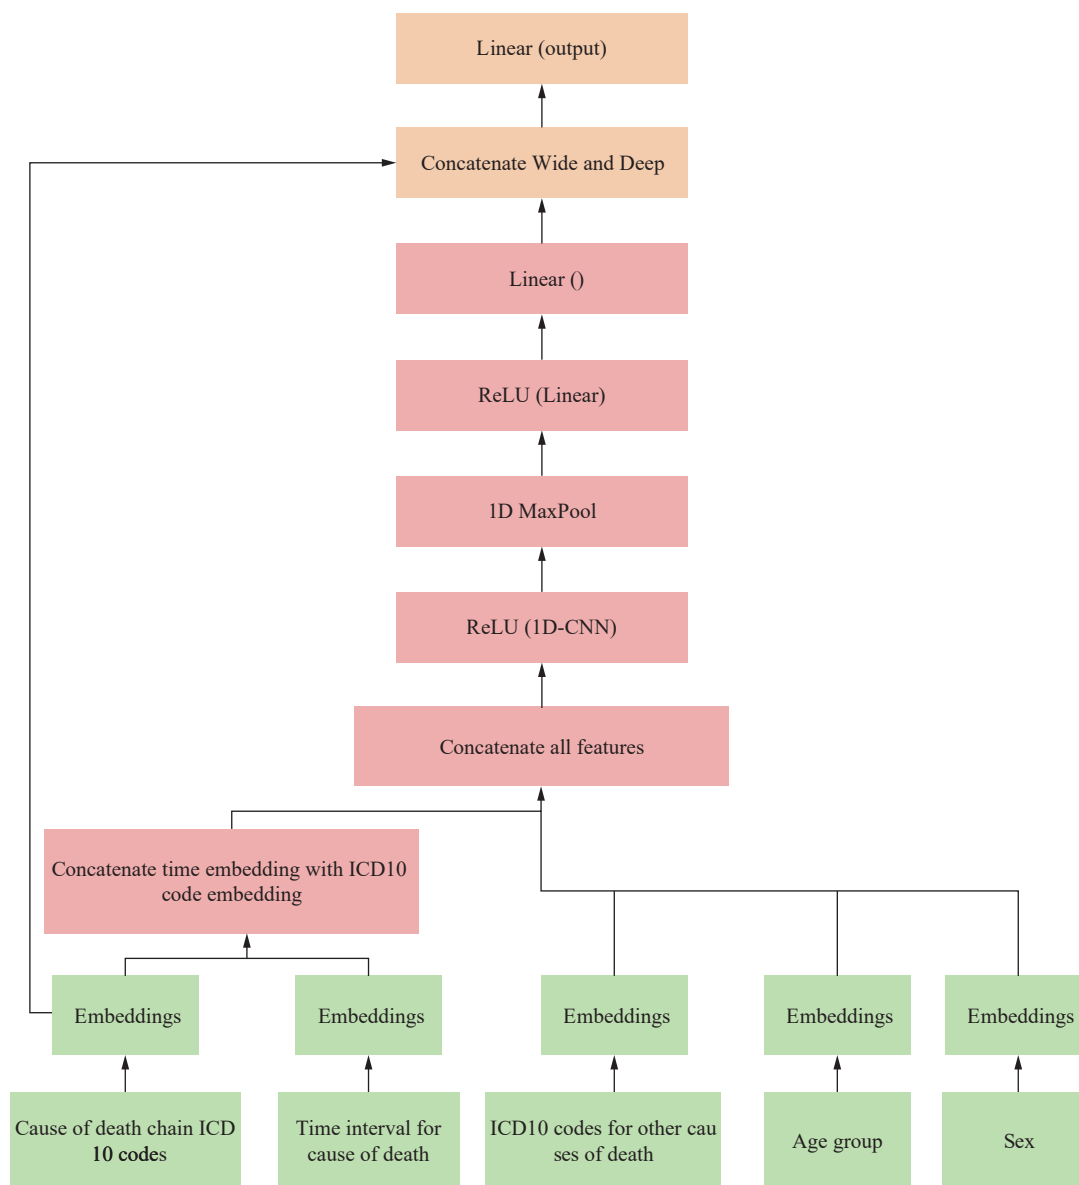 Linear (output)
Concatenate Wide and Deep
Linear ()
ReLU (Linear)
1D MaxPool
ReLU (1D-CNN)
Concatenate all features
Concatenate time embedding with ICD10
code embedding
Embeddings
Embeddings
Embeddings
Embeddings
Embeddings
Cause of death chain ICD
10 codes
Time interval for
cause of death
ICD10 codes for other cau
ses of death
Age group
Sex